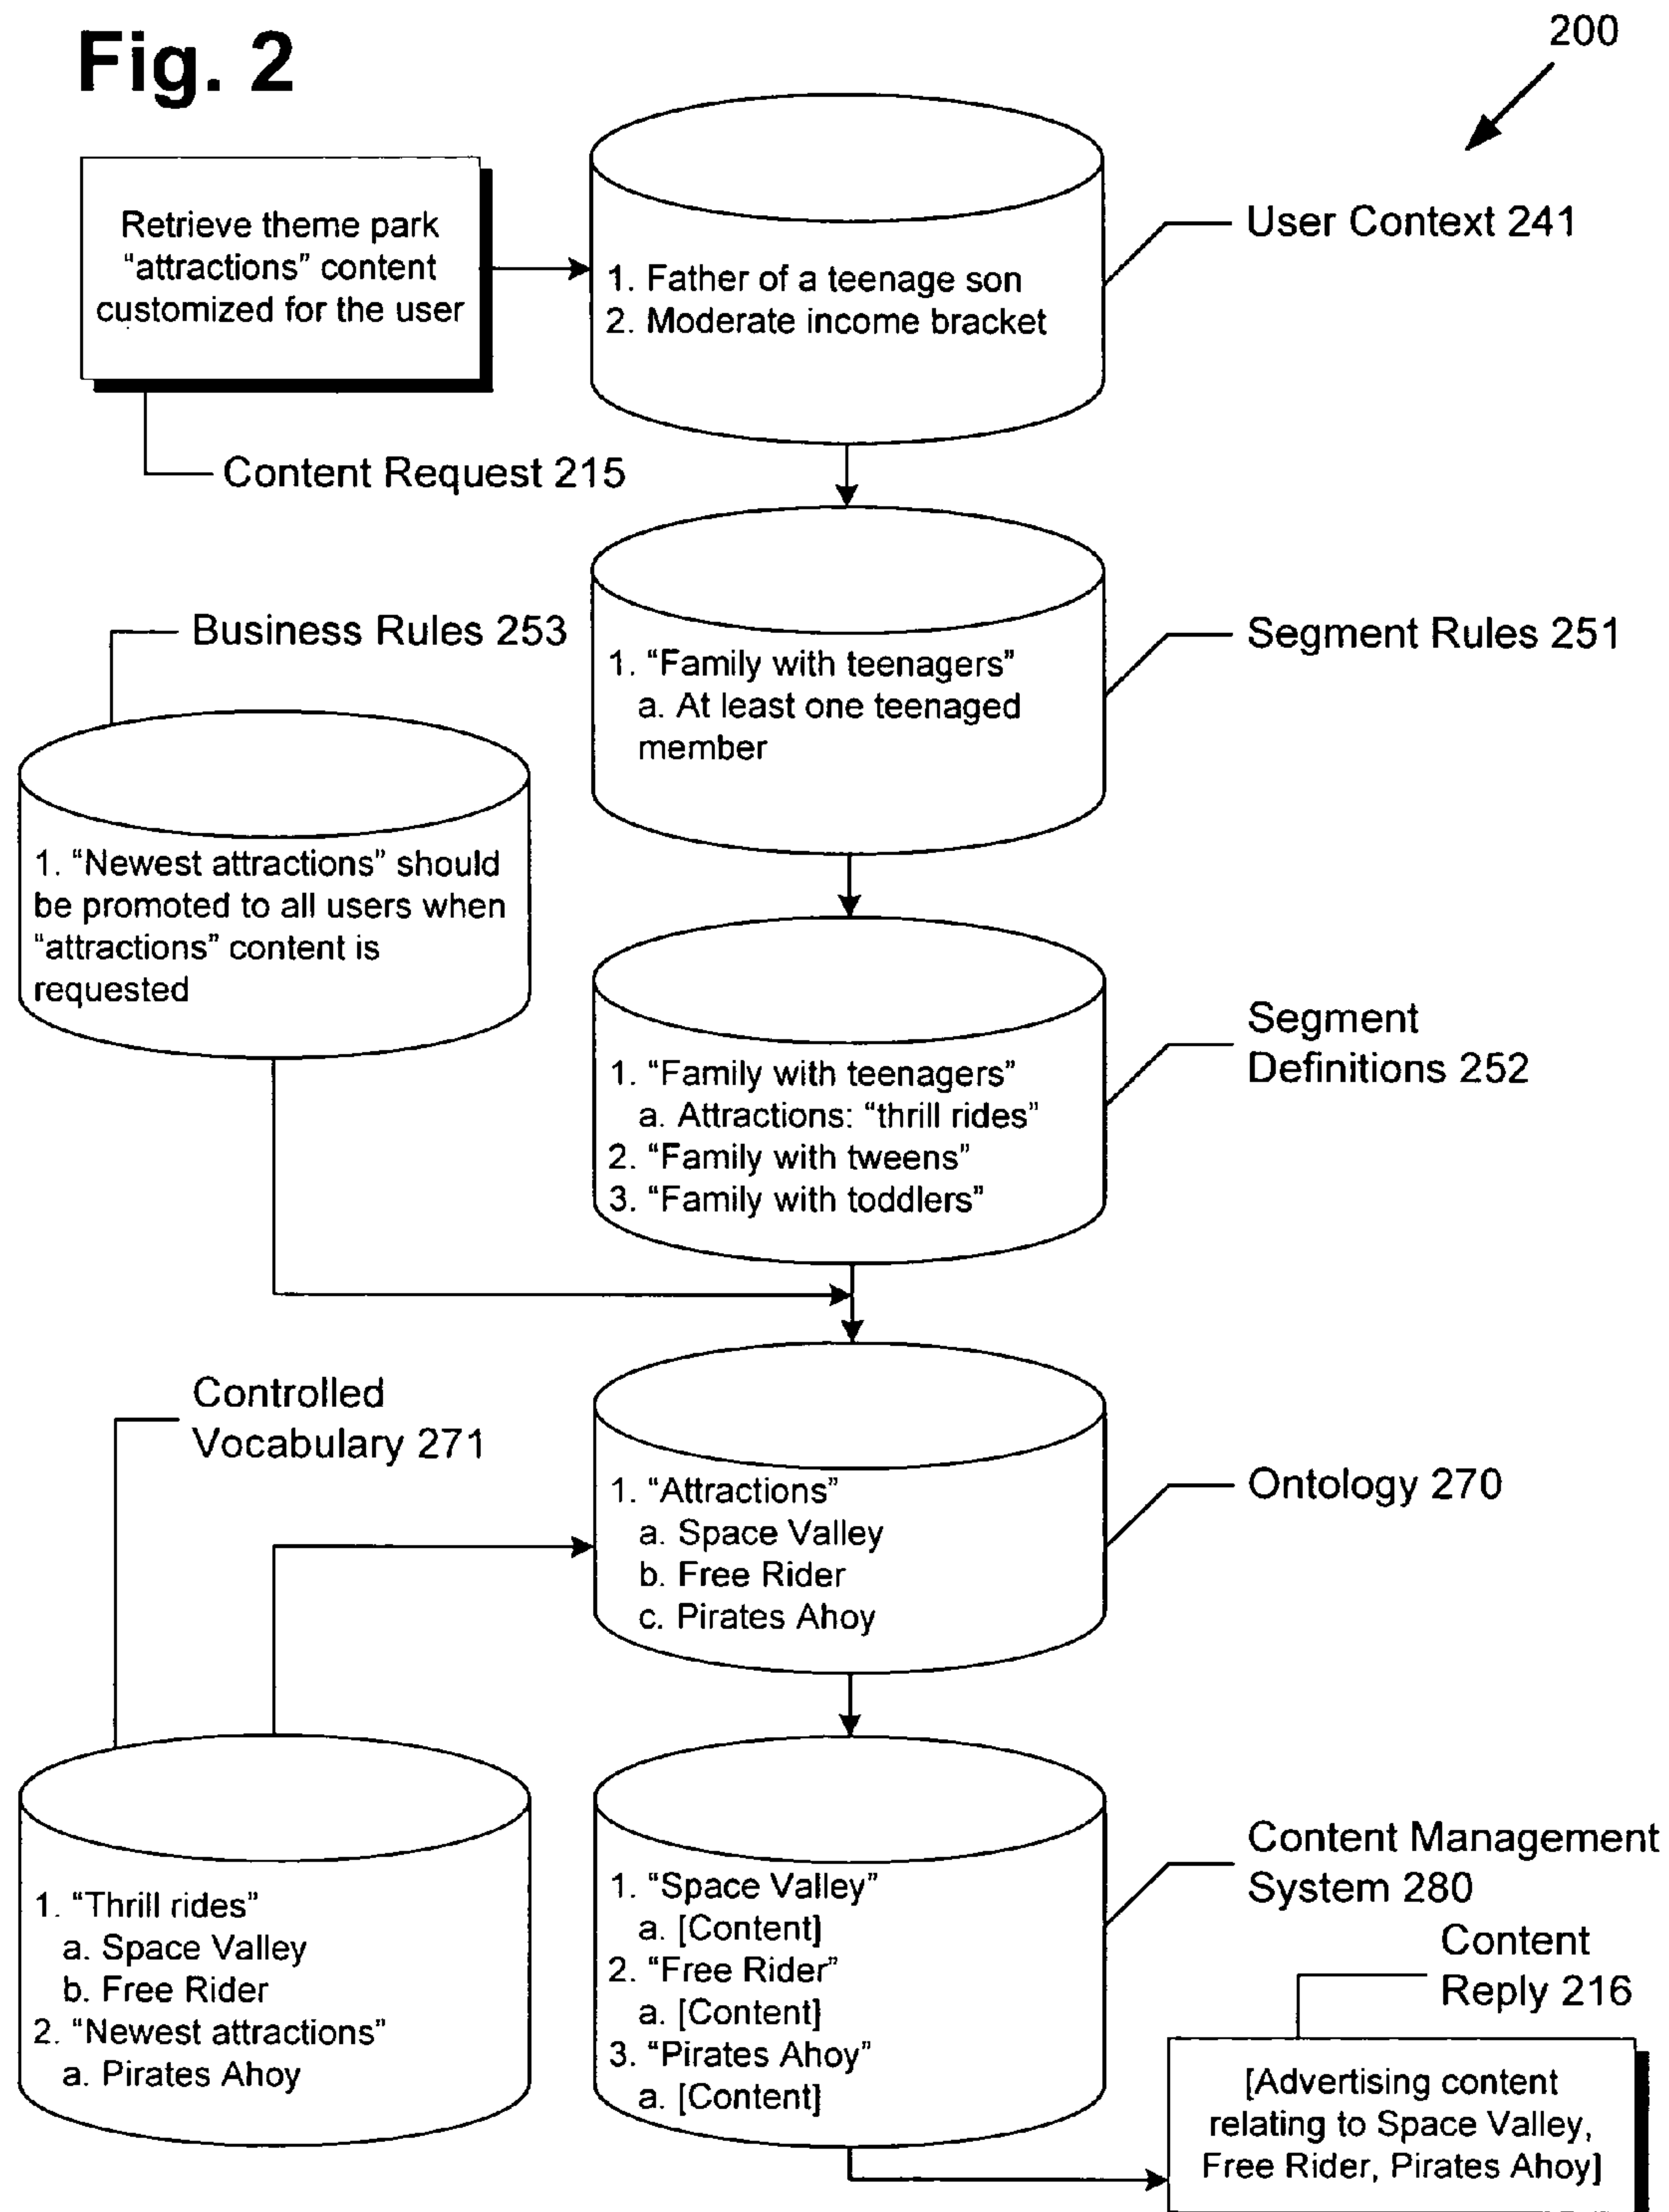 Fig. 2
200
Retrieve theme park
“attractions” content
customized for the user
1. Father of a teenage son
2. Moderate income bracket
User Context 241
Content Request 215
Business Rules 253
1. “Family with teenagers”
a. At least one teenaged
member
Segment Rules 251
1. “Newest attractions” should
be promoted to all users when
“attractions” content is
requested
1. “Family with teenagers”
a. Attractions: “thrill rides”
2. “Family with tweens”
3. “Family with toddlers”
Segment
Definitions 252
Controlled
Vocabulary 271
1. “Attractions”
a. Space Valley
b. Free Rider
c. Pirates Ahoy
Ontology 270
1. “Thrill rides”
a. Space Valley
b. Free Rider
2. “Newest attractions”
a. Pirates Ahoy
1. “Space Valley”
a. [Content]
2. “Free Rider”
a. [Content]
3. “Pirates Ahoy”
a. [Content]
Content Management
System 280
Content
Reply 216
[Advertising content
relating to Space Valley,
Free Rider, Pirates Ahoy]